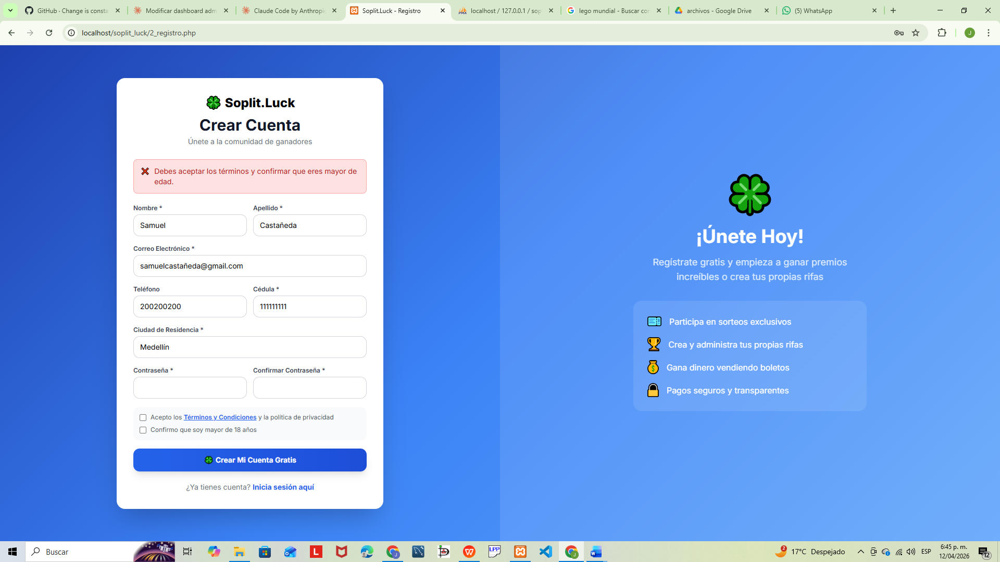 GitHub · Change is consta
Modificar dashboard adm
Claude Code by Anthropic
Soplit.Luck - Registro
localhost / 127.0.0.1 / sop
lego mundial - Buscar con
archivos - Google Drive
(5) WhatsApp
localhost/soplit_luck/2_registro.php
J
Soplit.Luck
Crear Cuenta
Únete a la comunidad de ganadores
Debes aceptar los términos y confirmar que eres mayor de
edad.
Nombre *
Apellido *
Samuel
Castañeda
Correo Electrónico *
samuelcastañeda@gmail.com
Teléfono
Cédula *
200200200
111111111
Ciudad de Residencia *
Medellín
Contraseña *
Confirmar Contraseña *
Acepto los Términos y Condiciones y la política de privacidad
Confirmo que soy mayor de 18 años
Crear Mi Cuenta Gratis
¿Ya tienes cuenta? Inicia sesión aquí
¡Únete Hoy!
Regístrate gratis y empieza a ganar premios
increíbles o crea tus propias rifas
Participa en sorteos exclusivos
Crea y administra tus propias rifas
Gana dinero vendiendo boletos
Pagos seguros y transparentes
Buscar
L
LPP
2
17°C Despejado
ESP
6:45 p. m.
12/04/2026
12